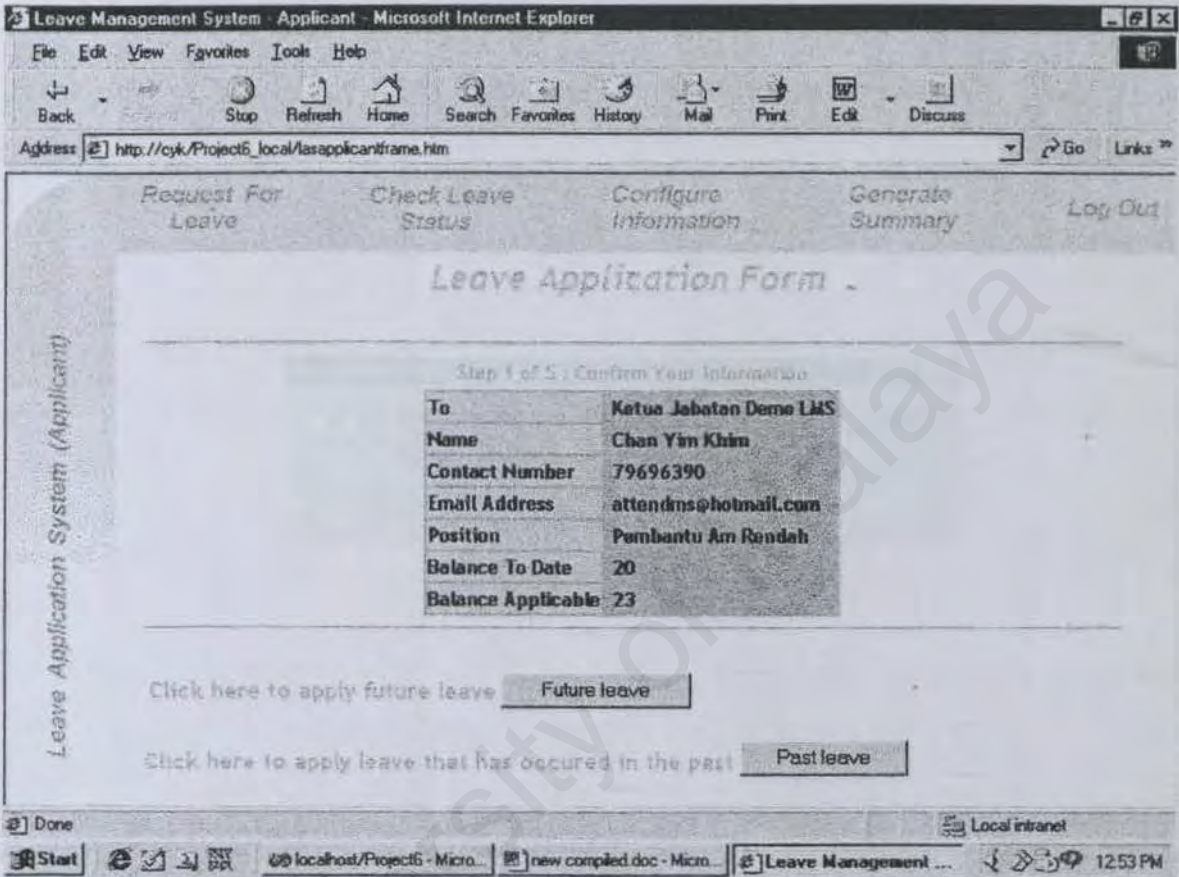 Leave Management System - Applicant - Microsoft Internet Explorer
File Edit View Favorites Tools Help
Back Stop Refresh Home Search Favorites History Mail Print Edit Discuss
Address http://cyk/Project6_local/lasapplicantframe.htm Go Links »
Request For Leave
Check Leave Status
Configure Information
Generate Summary
Log Out
Leave Application System (Applicant)
Leave Application Form
Step 1 of 5 : Confirm Your Information
To Ketua Jabatan Demo LMS
Name Chan Yim Khim
Contact Number 79696390
Email Address attendms@hotmail.com
Position Pembantu Am Rendah
Balance To Date 20
Balance Applicable 23
Click here to apply future leave Future leave
Click here to apply leave that has occured in the past Past leave
Done Local intranet
Start localhost/Project6 - Micro... new compiled.doc - Micro... Leave Management ... 12:53 PM